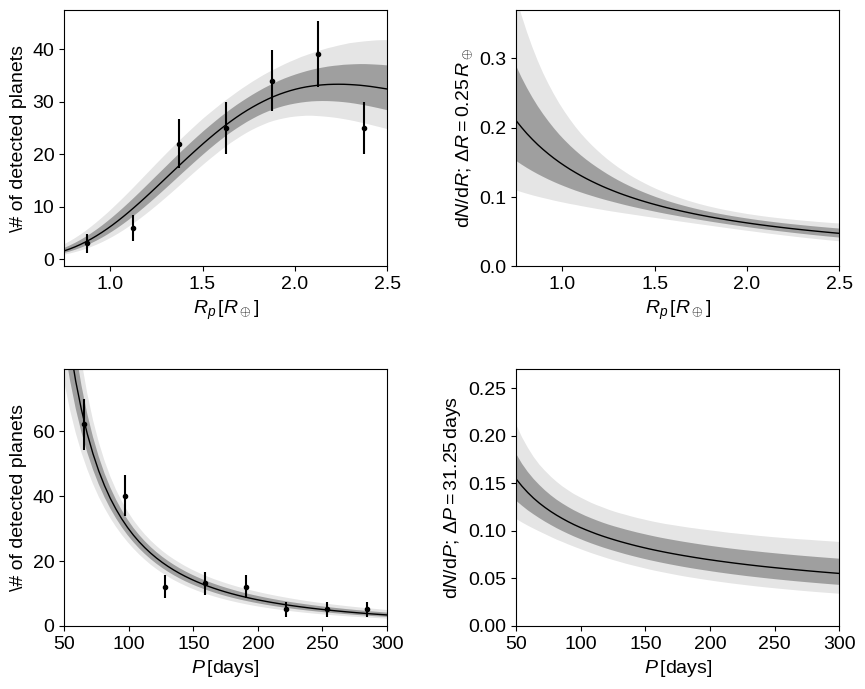 \# of detected planets
40
30
20
10
0
1.0 1.5 2.0 2.5
R_p [R_⊕]
dN/dR; ΔR = 0.25 R_⊕
0.3
0.2
0.1
0.0
1.0 1.5 2.0 2.5
R_p [R_⊕]
\# of detected planets
60
40
20
0
50 100 150 200 250 300
P [days]
dN/dP; ΔP = 31.25 days
0.25
0.20
0.15
0.10
0.05
0.00
50 100 150 200 250 300
P [days]